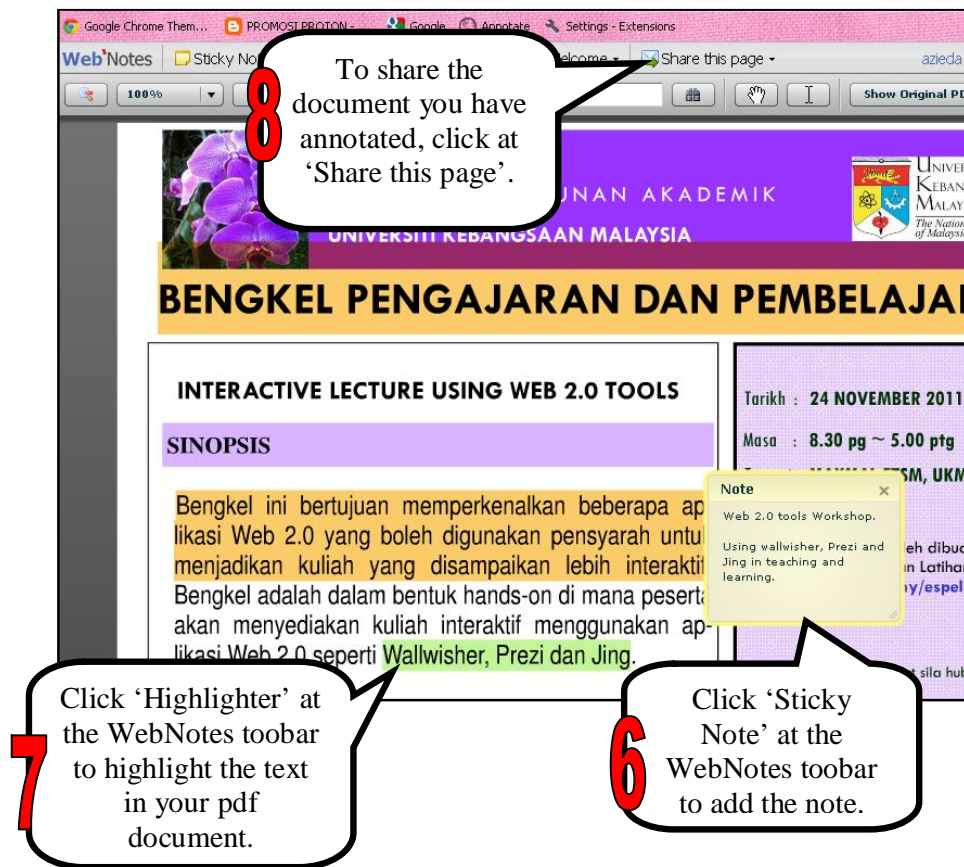 Google Chrome Them...
PROMOSI PROTON -
Google
Annotate
Settings - Extensions
Web'Notes
Sticky No
elcome
Share this page
azieda
100%
Show Original PD
8
To share the
document you have
annotated, click at
‘Share this page’.
UNAN AKADEMIK
UNIVERSITI KEBANGSAAN MALAYSIA
UNIVER
KEBAN
MALAY
The Nation
of Malaysi
BENGKEL PENGAJARAN DAN PEMBELAJA
INTERACTIVE LECTURE USING WEB 2.0 TOOLS
SINOPSIS
Bengkel ini bertujuan memperkenalkan beberapa ap
likasi Web 2.0 yang boleh digunakan pensyarah untu
menjadikan kuliah yang disampaikan lebih interaktif
Bengkel adalah dalam bentuk hands-on di mana peserta
akan menyediakan kuliah interaktif menggunakan ap-
likasi Web 2.0 seperti Wallwisher, Prezi dan Jing.
Tarikh : 24 NOVEMBER 2011
Masa : 8.30 pg ~ 5.00 ptg
SM, UKM
Note
Web 2.0 tools Workshop.
Using wallwisher, Prezi and
Jing in teaching and
learning.
eh dibua
n Latihan
y/espel
t sila hub
7
Click ‘Highlighter’ at
the WebNotes toobar
to highlight the text
in your pdf
document.
6
Click ‘Sticky
Note’ at the
WebNotes toobar
to add the note.